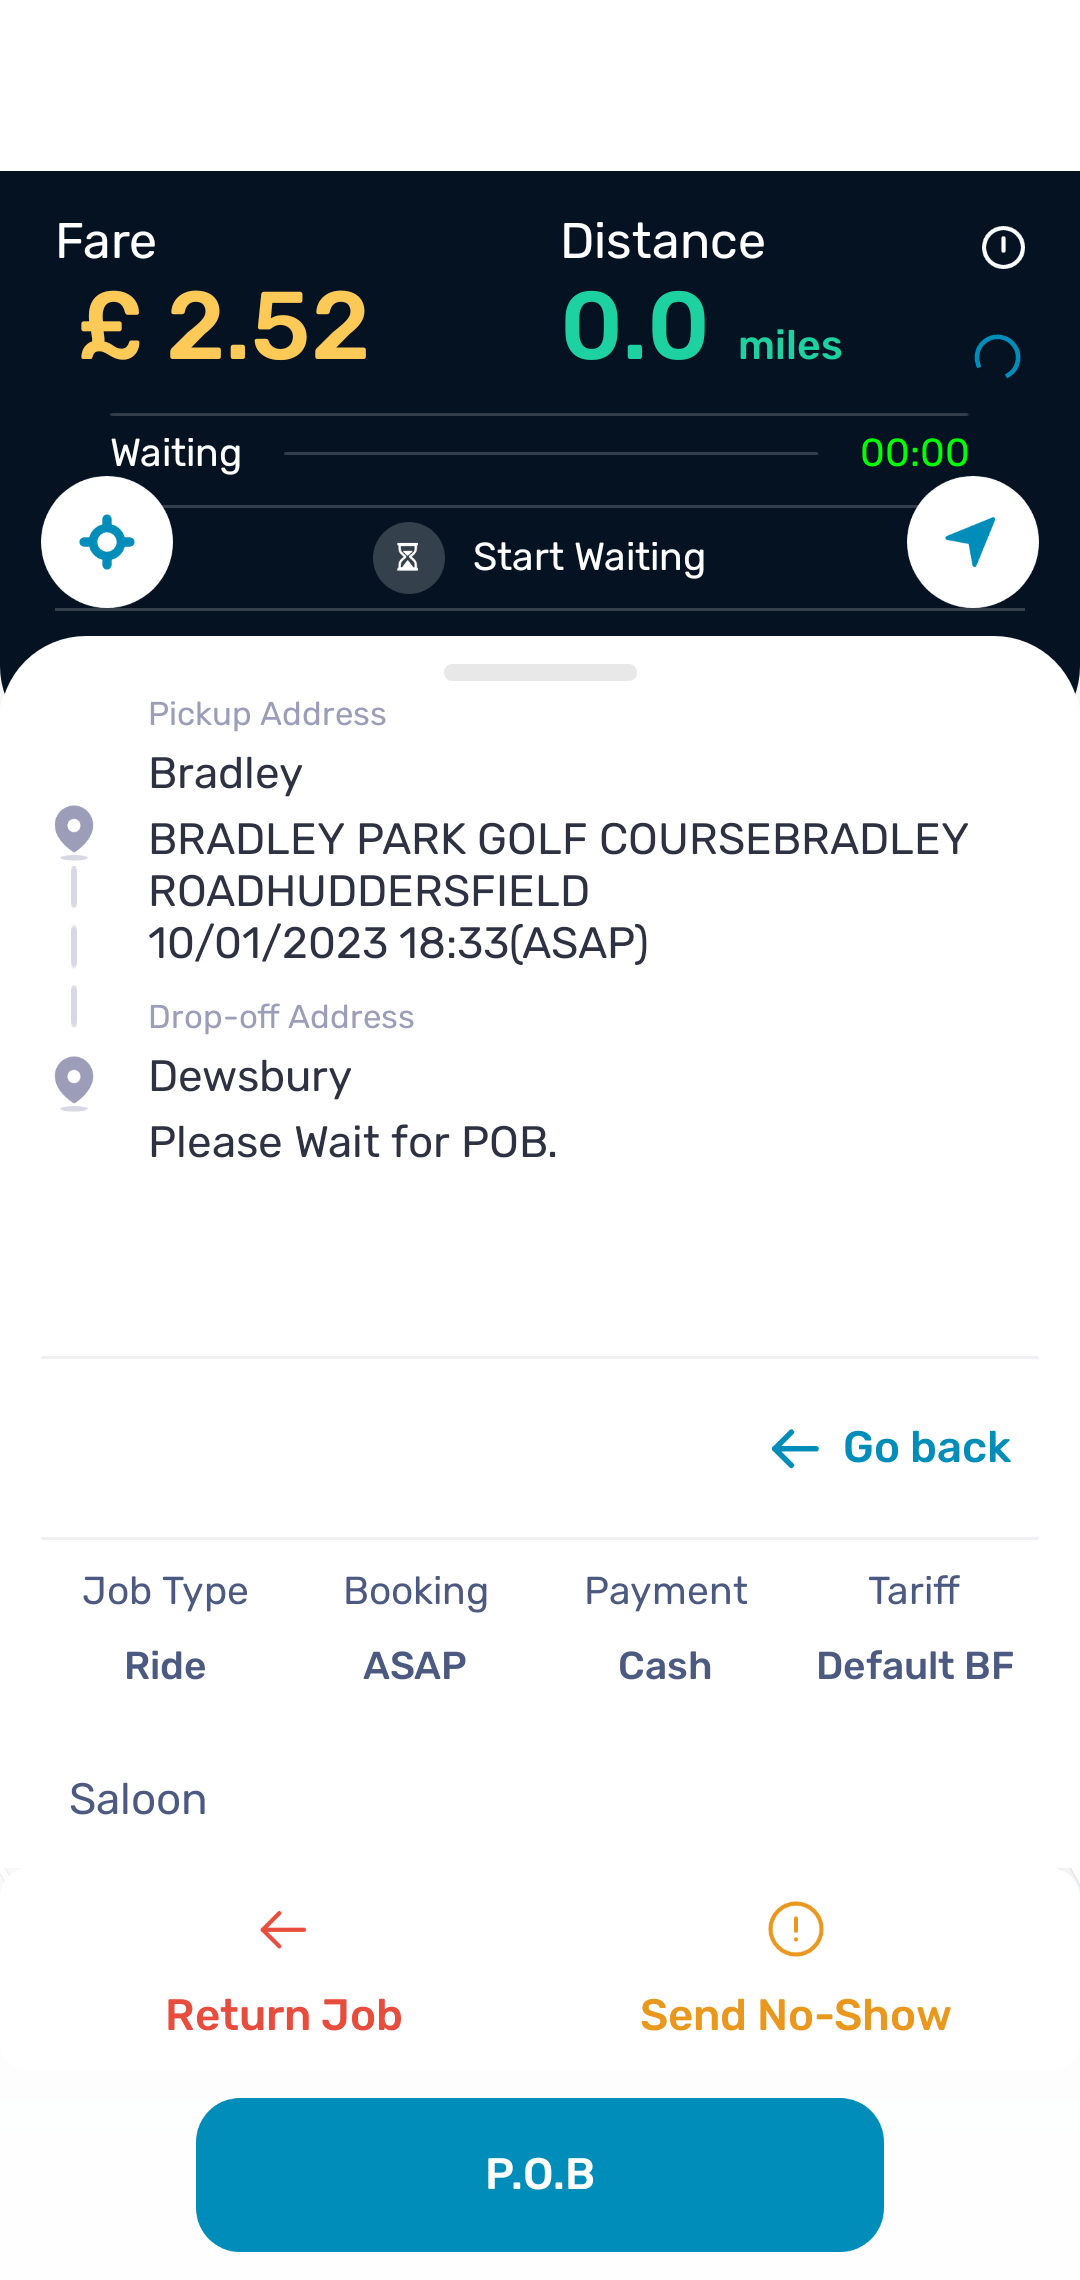 Fare
Distance
£ 2.52
0.0 miles
Waiting
00:00
Start Waiting
Pickup Address
Bradley
BRADLEY PARK GOLF COURSEBRADLEY
ROADHUDDERSFIELD
10/01/2023 18:33(ASAP)
Drop-off Address
Dewsbury
Please Wait for POB.
Go back
Job Type Booking Payment Tariff
Ride ASAP Cash Default BF
Saloon
Return Job
Send No-Show
P.O.B